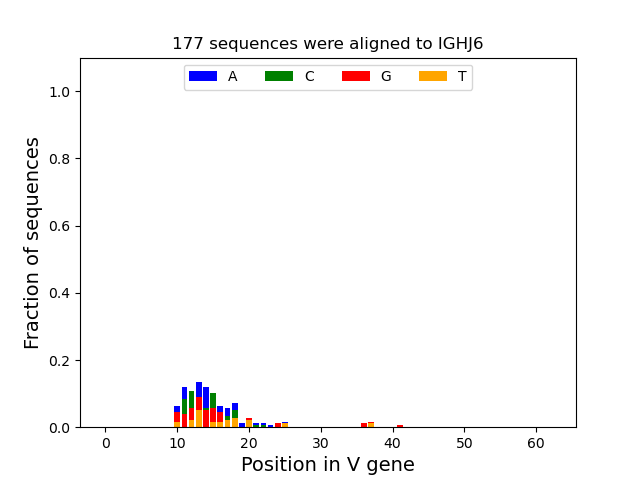 177 sequences were aligned to IGHJ6
A C G T
1.0
0.8
0.6
0.4
0.2
0.0
Fraction of sequences
0 10 20 30 40 50 60
Position in V gene